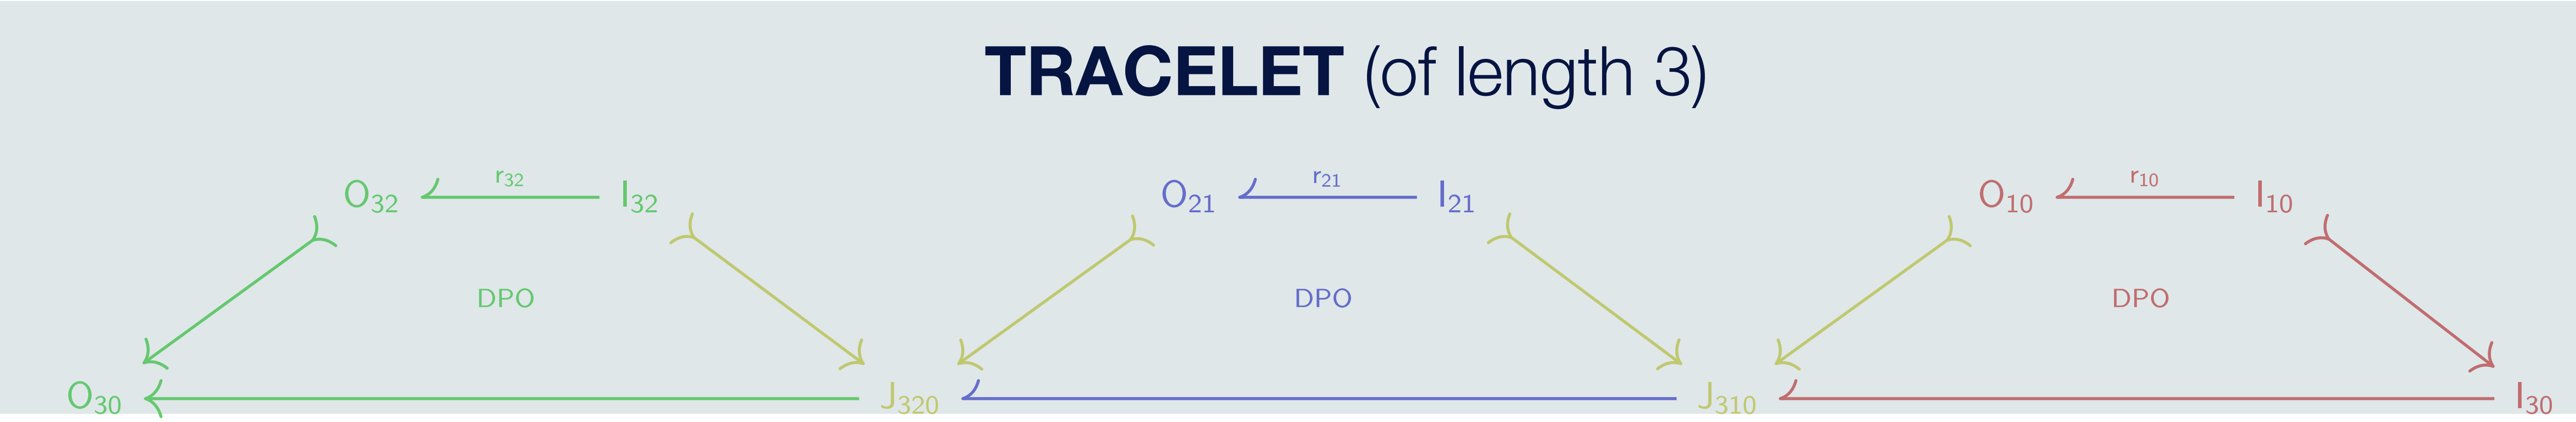 TRACELET (of length 3)
r₃₂ r₂₁ r₁₀
O₃₂ I₃₂ O₂₁ I₂₁ O₁₀ I₁₀
DPO DPO DPO
O₃₀ J₃₂₀ J₃₁₀ I₃₀